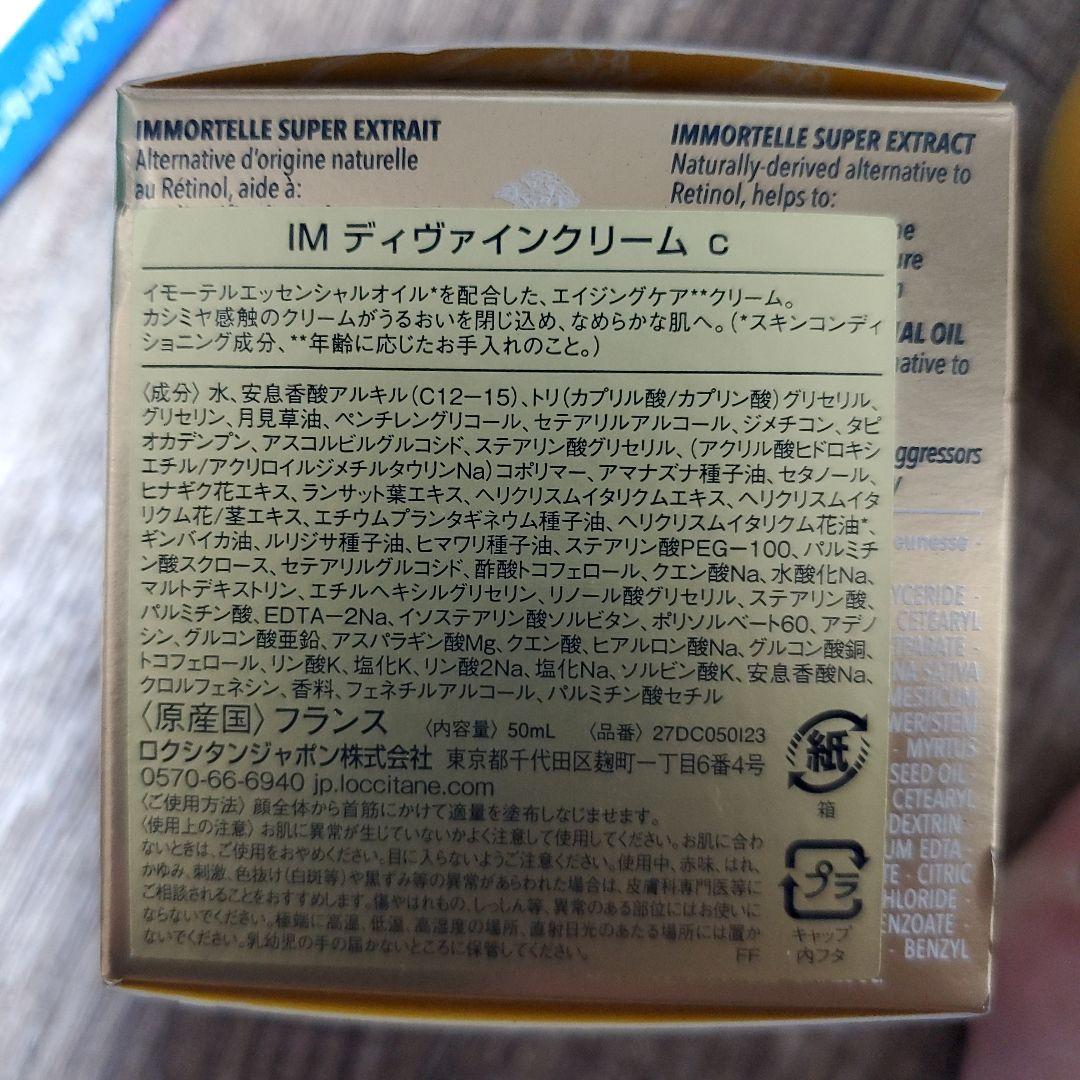 IMMORTELLE SUPER EXTRAIT
Alternative d'origine naturelle
au Rétinol, aide à:
IMMORTELLE SUPER EXTRACT
Naturally-derived alternative to
Retinol, helps to:
IM ディヴァインクリーム c
イモーテルエッセンシャルオイル*を配合した、エイジングケア**クリーム。
カシミヤ感触のクリームがうるおいを閉じ込め、なめらかな肌へ。(*スキンコンディ
ショニング成分、**年齢に応じたお手入れのこと。)
〈成分〉水、安息香酸アルキル(C12-15)、トリ(カプリル酸/カプリン酸)グリセリル、
グリセリン、月見草油、ペンチレングリコール、セテアリルアルコール、ジメチコン、タピ
オカデンプン、アスコルビルグルコシド、ステアリン酸グリセリル、(アクリル酸ヒドロキシ
エチル/アクリロイルジメチルタウリンNa)コポリマー、アマナズナ種子油、セタノール、
ヒナギク花エキス、ランサット葉エキス、ヘリクリスムイタリクムエキス、ヘリクリスムイタ
リクム花/茎エキス、エチウムプランタギネウム種子油、ヘリクリスムイタリクム花油*、
ギンバイカ油、ルリジサ種子油、ヒマワリ種子油、ステアリン酸PEG-100、パルミチ
ン酸スクロース、セテアリルグルコシド、酢酸トコフェロール、クエン酸Na、水酸化Na、
マルトデキストリン、エチルヘキシルグリセリン、リノール酸グリセリル、ステアリン酸、
パルミチン酸、EDTA-2Na、イソステアリン酸ソルビタン、ポリソルベート60、アデノ
シン、グルコン酸亜鉛、アスパラギン酸Mg、クエン酸、ヒアルロン酸Na、グルコン酸銅、
トコフェロール、リン酸K、塩化K、リン酸2Na、塩化Na、ソルビン酸K、安息香酸Na、
クロルフェネシン、香料、フェネチルアルコール、パルミチン酸セチル
〈原産国〉フランス 〈内容量〉50mL 〈品番〉27DC050I23
ロクシタンジャポン株式会社 東京都千代田区麹町一丁目6番4号
0570-66-6940 jp.loccitane.com
〈ご使用方法〉顔全体から首筋にかけて適量を塗布しなじませます。
〈使用上の注意〉お肌に異常が生じていないかよく注意して使用してください。お肌に合わ
ないときは、ご使用をおやめください。目に入らないようご注意ください。使用中、赤味、はれ、
かゆみ、刺激、色抜け(白斑等)や黒ずみ等の異常があらわれた場合は、皮膚科専門医等に
ご相談されることをおすすめします。傷やはれもの、しっしん等、異常のある部位にはお使いに
ならないでください。極端に高温、低温、高湿度の場所、直射日光のあたる場所には置か
ないでください。乳幼児の手の届かないところに保管してください。
FF
紙
箱
プラ
キャップ
内フタ
AL OIL
ative to
ggressors
eunesse -
YCERIDE -
CETEARYL
TEARATE -
NA SATIVA
MESTICUM
WER/STEM
- MYRTUS
SEED OIL -
CETEARYL
DEXTRIN
UM EDTA -
TE - CITRIC
HLORIDE -
ENZOATE -
- BENZYL